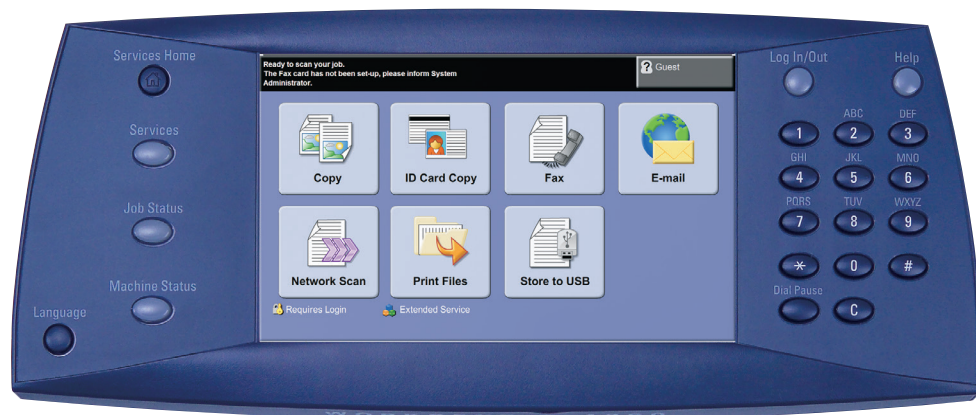 Services Home
Services
Job Status
Machine Status
Language
Ready to scan your job.
The Fax card has not been set-up, please inform System
Administrator.
? Guest
Copy
ID Card Copy
Fax
E-mail
Network Scan
Print Files
Store to USB
Requires Login
Extended Service
Log In/Out
Help
ABC DEF
1 2 3
GHI JKL MNO
4 5 6
PQRS TUV WXYZ
7 8 9
* 0 #
Dial Pause
C